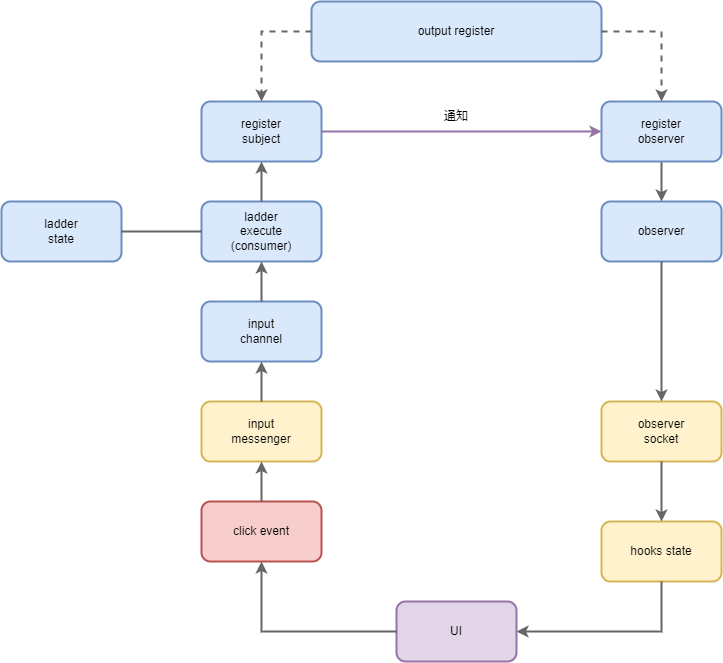 output register
register
subject
通知
register
observer
ladder
state
ladder
execute
(consumer)
observer
input
channel
input
messenger
observer
socket
click event
hooks state
UI